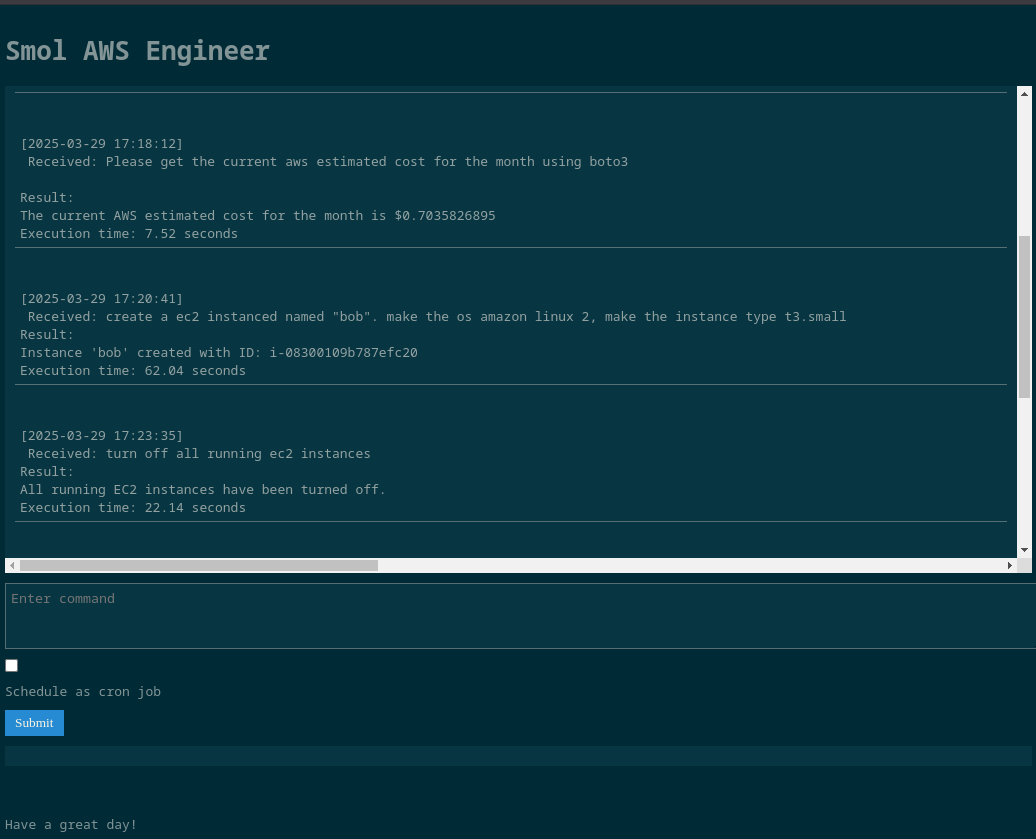 Smol AWS Engineer
[2025-03-29 17:18:12]
Received: Please get the current aws estimated cost for the month using boto3
Result:
The current AWS estimated cost for the month is $0.7035826895
Execution time: 7.52 seconds
[2025-03-29 17:20:41]
Received: create a ec2 instanced named "bob". make the os amazon linux 2, make the instance type t3.small
Result:
Instance 'bob' created with ID: i-08300109b787efc20
Execution time: 62.04 seconds
[2025-03-29 17:23:35]
Received: turn off all running ec2 instances
Result:
All running EC2 instances have been turned off.
Execution time: 22.14 seconds
Enter command
Schedule as cron job
Submit
Have a great day!